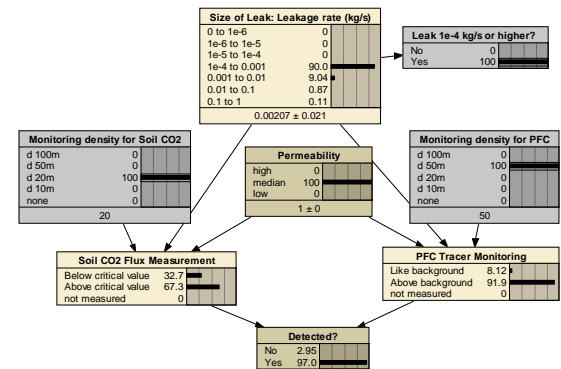 Size of Leak: Leakage rate (kg/s)
0 to 1e-6 0
1e-6 to 1e-5 0
1e-5 to 1e-4 0
1e-4 to 0.001 90.0
0.001 to 0.01 9.04
0.01 to 0.1 0.87
0.1 to 1 0.11
0.00207 ± 0.021
Leak 1e-4 kg/s or higher?
No 0
Yes 100
Monitoring density for Soil CO2
d 100m 0
d 50m 0
d 20m 100
d 10m 0
none 0
20
Permeability
high 0
median 100
low 0
1 ± 0
Monitoring density for PFC
d 100m 0
d 50m 100
d 20m 0
d 10m 0
none 0
50
Soil CO2 Flux Measurement
Below critical value 32.7
Above critical value 67.3
not measured 0
PFC Tracer Monitoring
Like background 8.12
Above background 91.9
not measured 0
Detected?
No 2.95
Yes 97.0